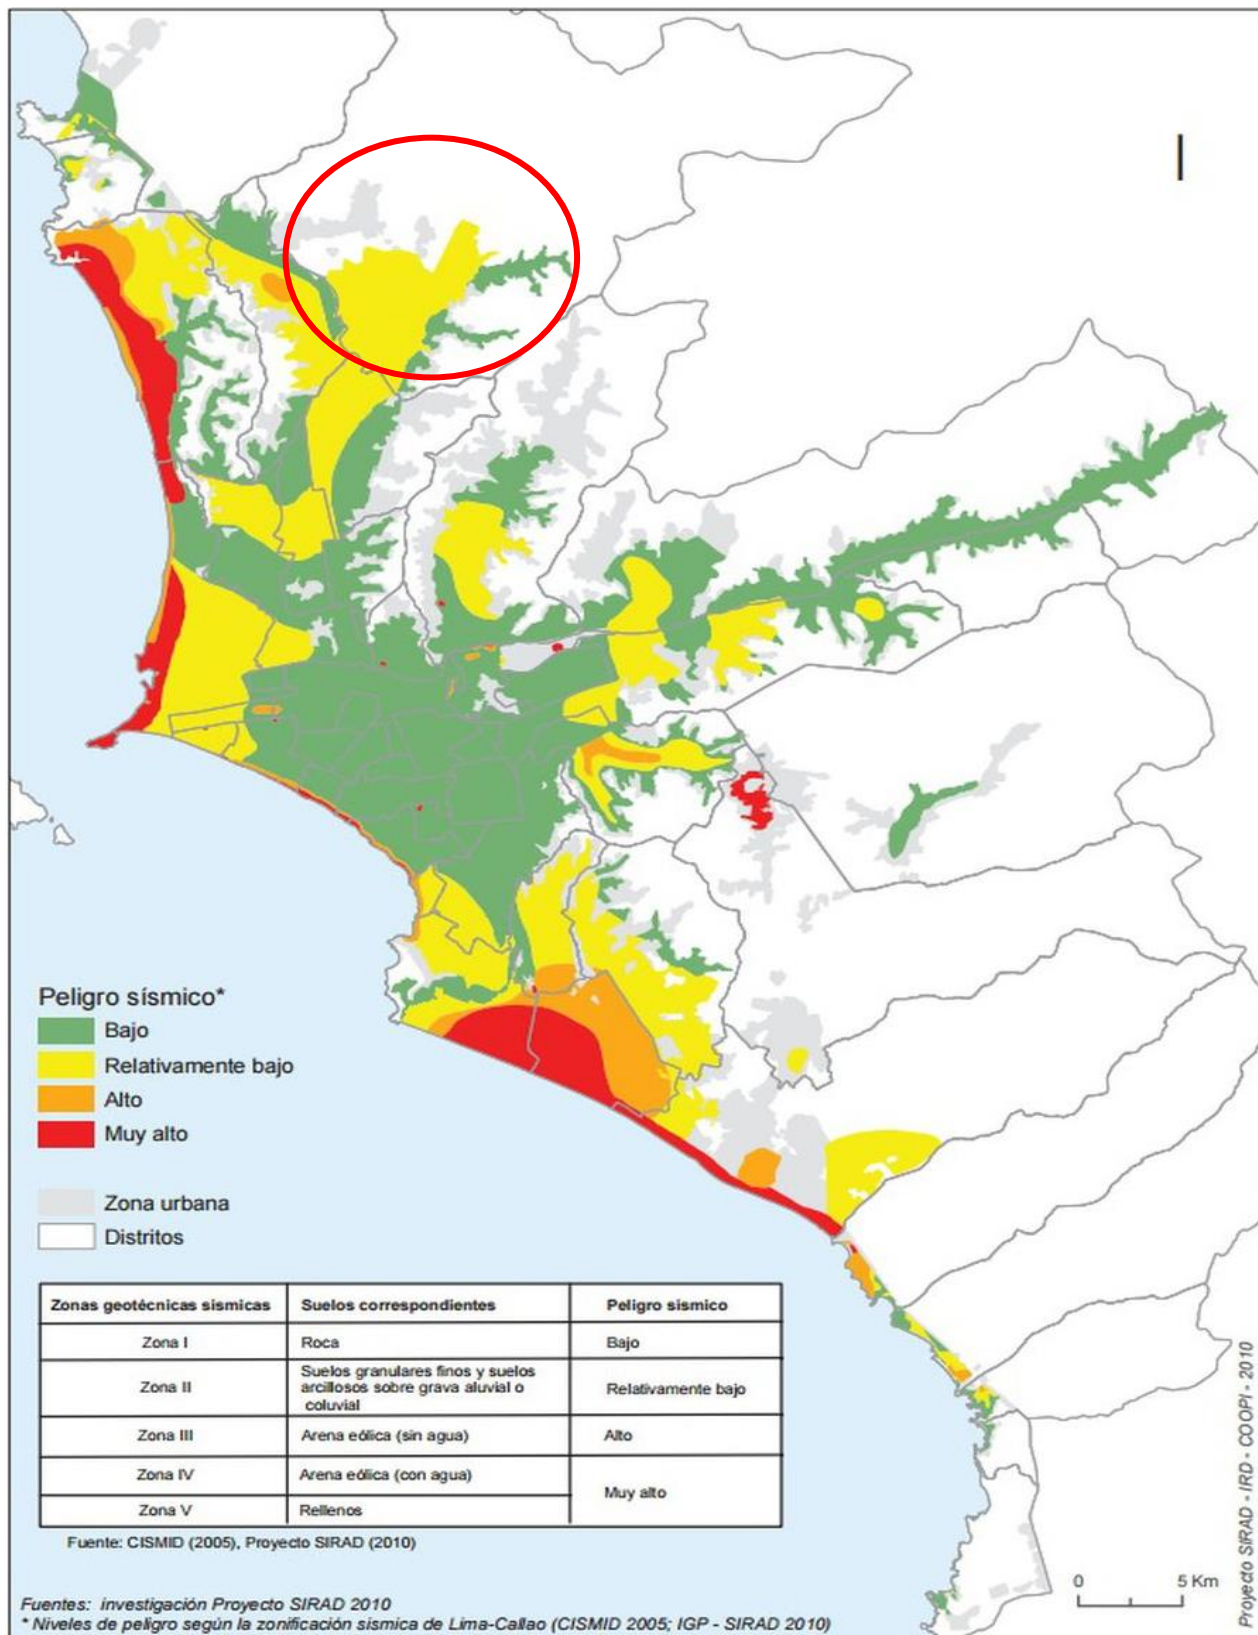 Peligro sísmico*
Bajo
Relativamente bajo
Alto
Muy alto
Zona urbana
Distritos
Zonas geotécnicas sismicas
Suelos correspondientes
Peligro sismico
Zona I
Roca
Bajo
Zona II
Suelos granulares finos y suelos
arcillosos sobre grava aluvial o
coluvial
Relativamente bajo
Zona III
Arena eólica (sin agua)
Alto
Zona IV
Arena eólica (con agua)
Muy alto
Zona V
Rellenos
Fuente: CISMID (2005), Proyecto SIRAD (2010)
0 5 Km
Proyecto SIRAD - IRD - COOPI - 2010
Fuentes: investigación Proyecto SIRAD 2010
* Niveles de peligro según la zonificación sísmica de Lima-Callao (CISMID 2005; IGP - SIRAD 2010)